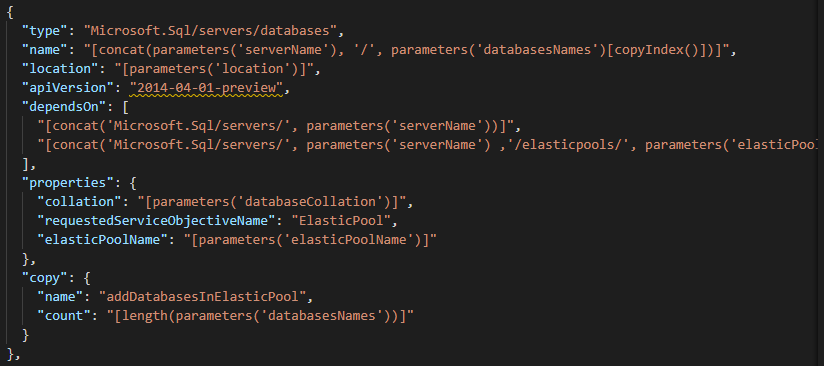 {
"type": "Microsoft.Sql/servers/databases",
"name": "[concat(parameters('serverName'), '/', parameters('databasesNames')[copyIndex()])]",
"location": "[parameters('location')]",
"apiVersion": "2014-04-01-preview",
"dependsOn": [
"[concat('Microsoft.Sql/servers/', parameters('serverName'))]",
"[concat('Microsoft.Sql/servers/', parameters('serverName') ,'/elasticpools/', parameters('elasticPool
],
"properties": {
"collation": "[parameters('databaseCollation')]",
"requestedServiceObjectiveName": "ElasticPool",
"elasticPoolName": "[parameters('elasticPoolName')]"
},
"copy": {
"name": "addDatabasesInElasticPool",
"count": "[length(parameters('databasesNames'))]"
}
},